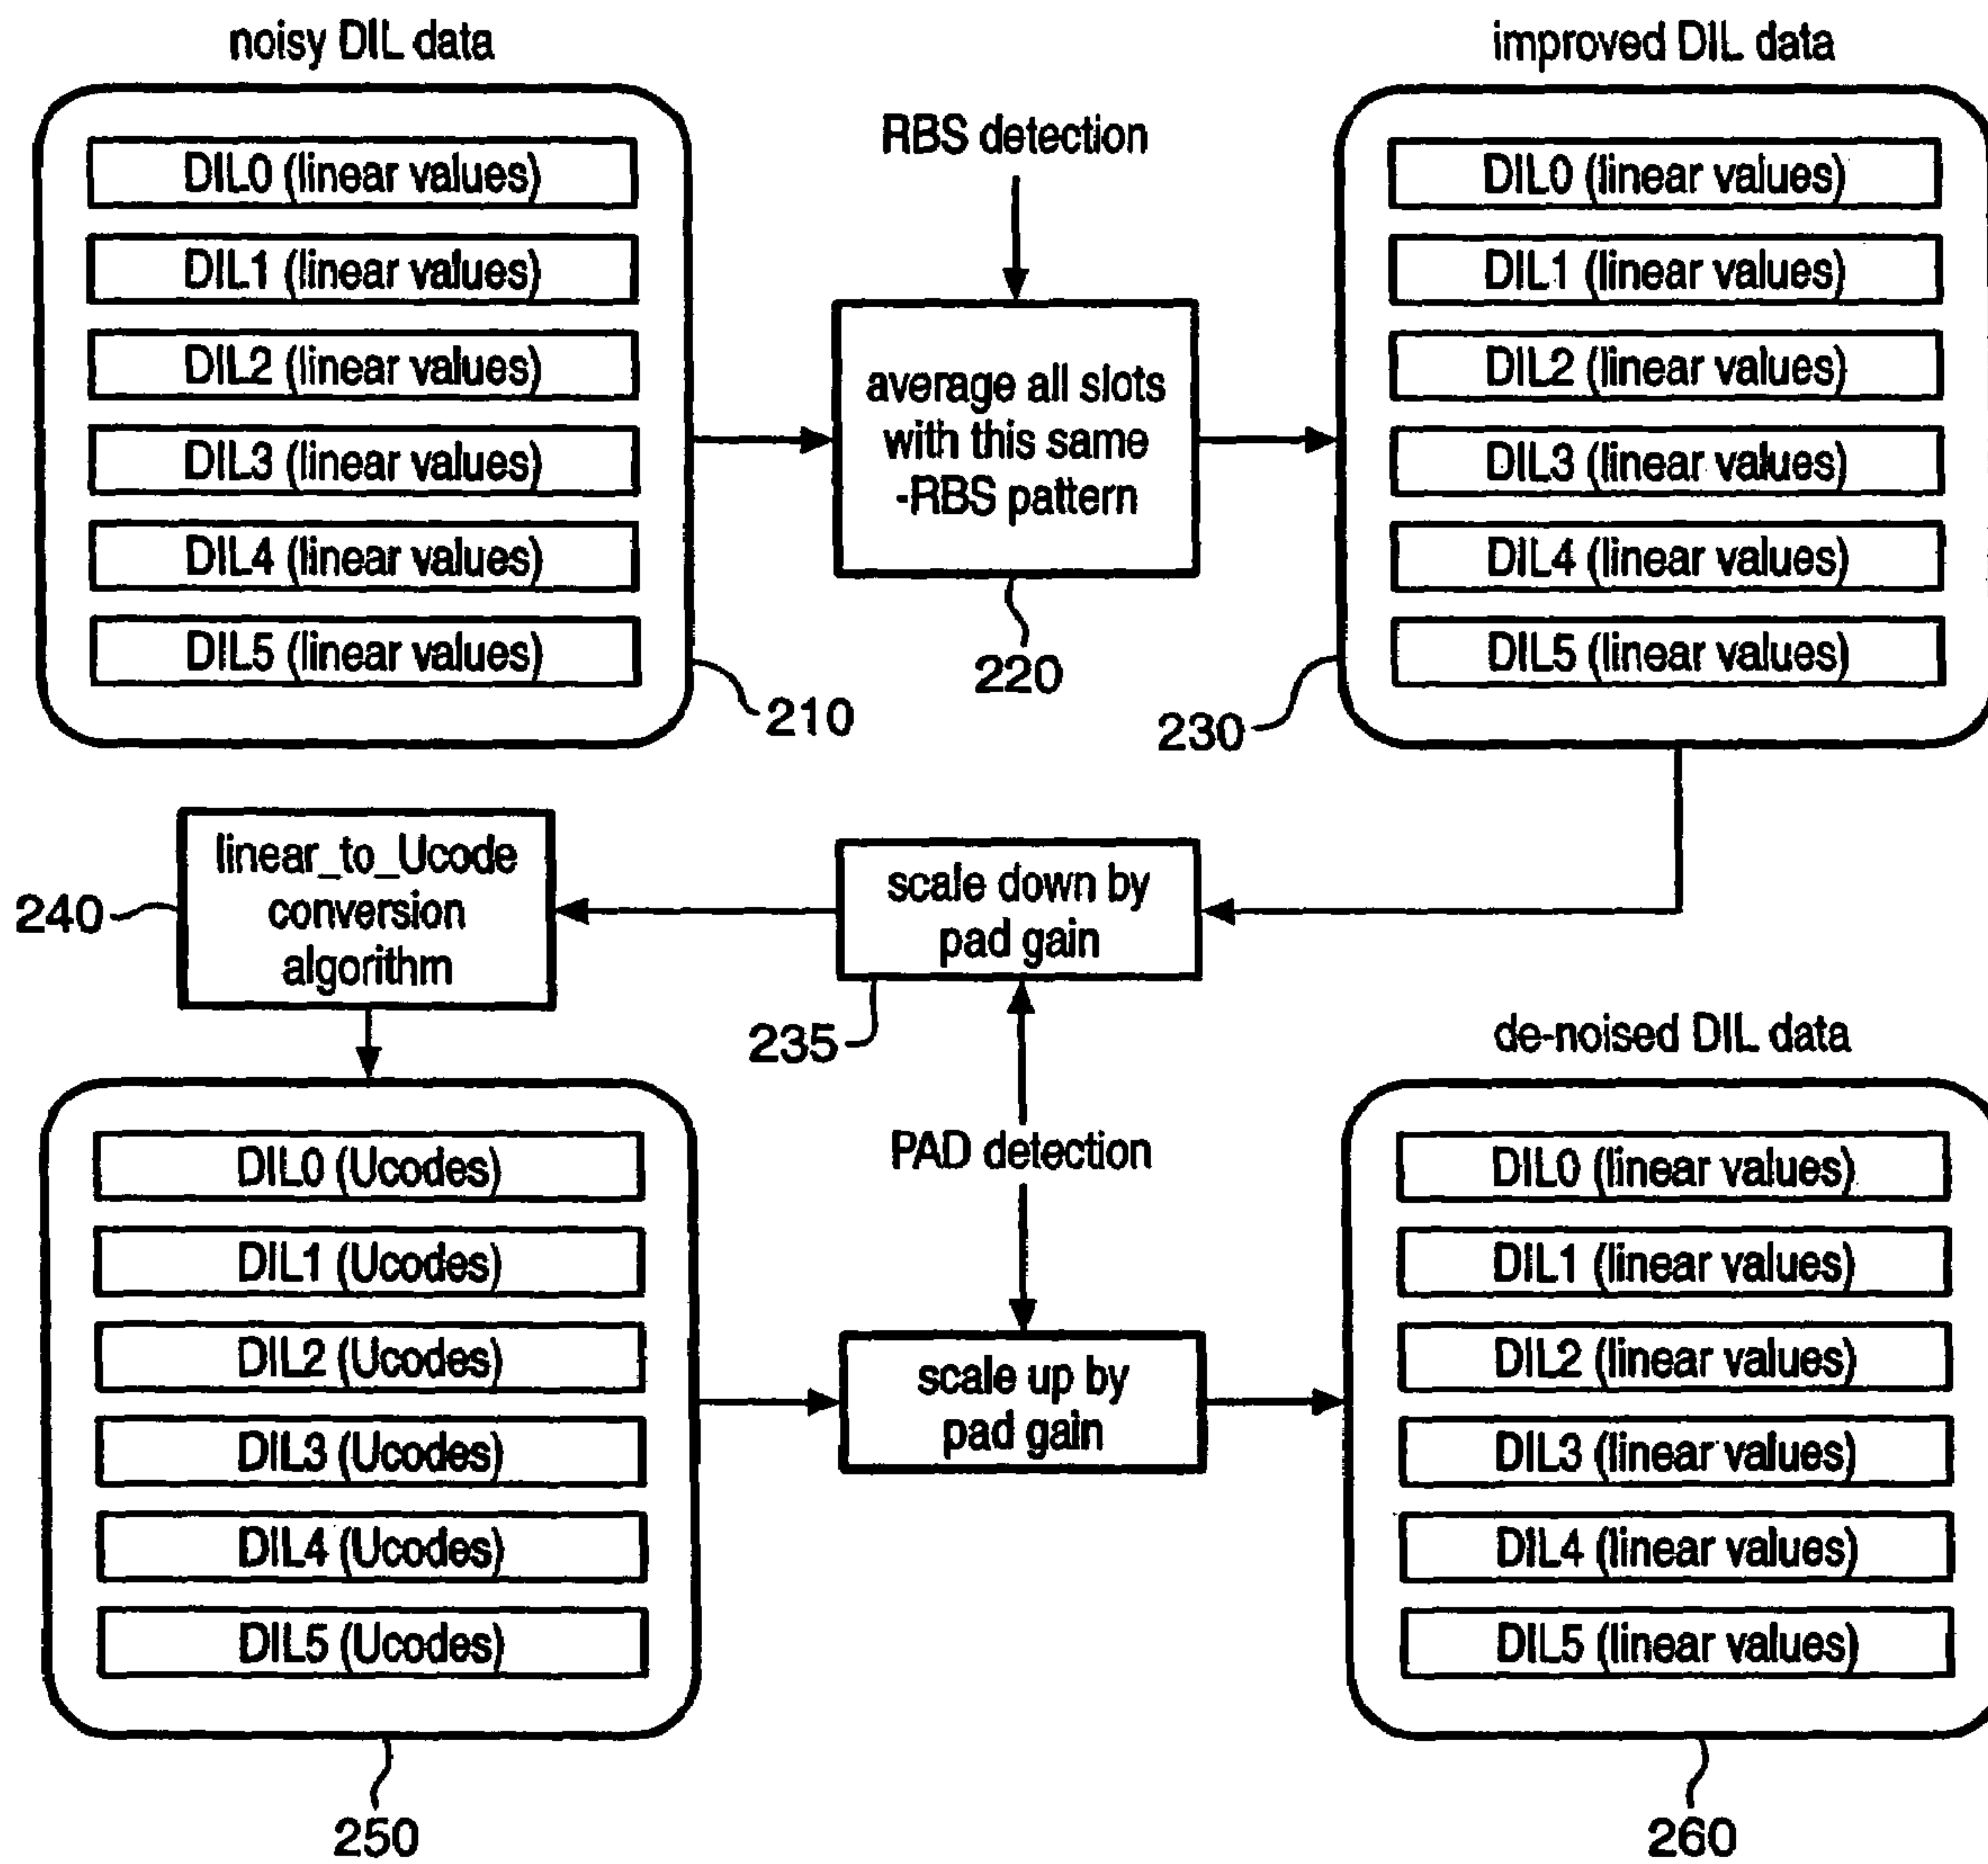 noisy DIL data
DIL0 (linear values)
DIL1 (linear values)
DIL2 (linear values)
DIL3 (linear values)
DIL4 (linear values)
DIL5 (linear values)
210
RBS detection
average all slots
with this same
-RBS pattern
220
improved DIL data
DIL0 (linear values)
DIL1 (linear values)
DIL2 (linear values)
DIL3 (linear values)
DIL4 (linear values)
DIL5 (linear values)
230
scale down by
pad gain
235
linear_to_Ucode
conversion
algorithm
240
PAD detection
DIL0 (Ucodes)
DIL1 (Ucodes)
DIL2 (Ucodes)
DIL3 (Ucodes)
DIL4 (Ucodes)
DIL5 (Ucodes)
250
scale up by
pad gain
de-noised DIL data
DIL0 (linear values)
DIL1 (linear values)
DIL2 (linear values)
DIL3 (linear values)
DIL4 (linear values)
DIL5 (linear values)
260